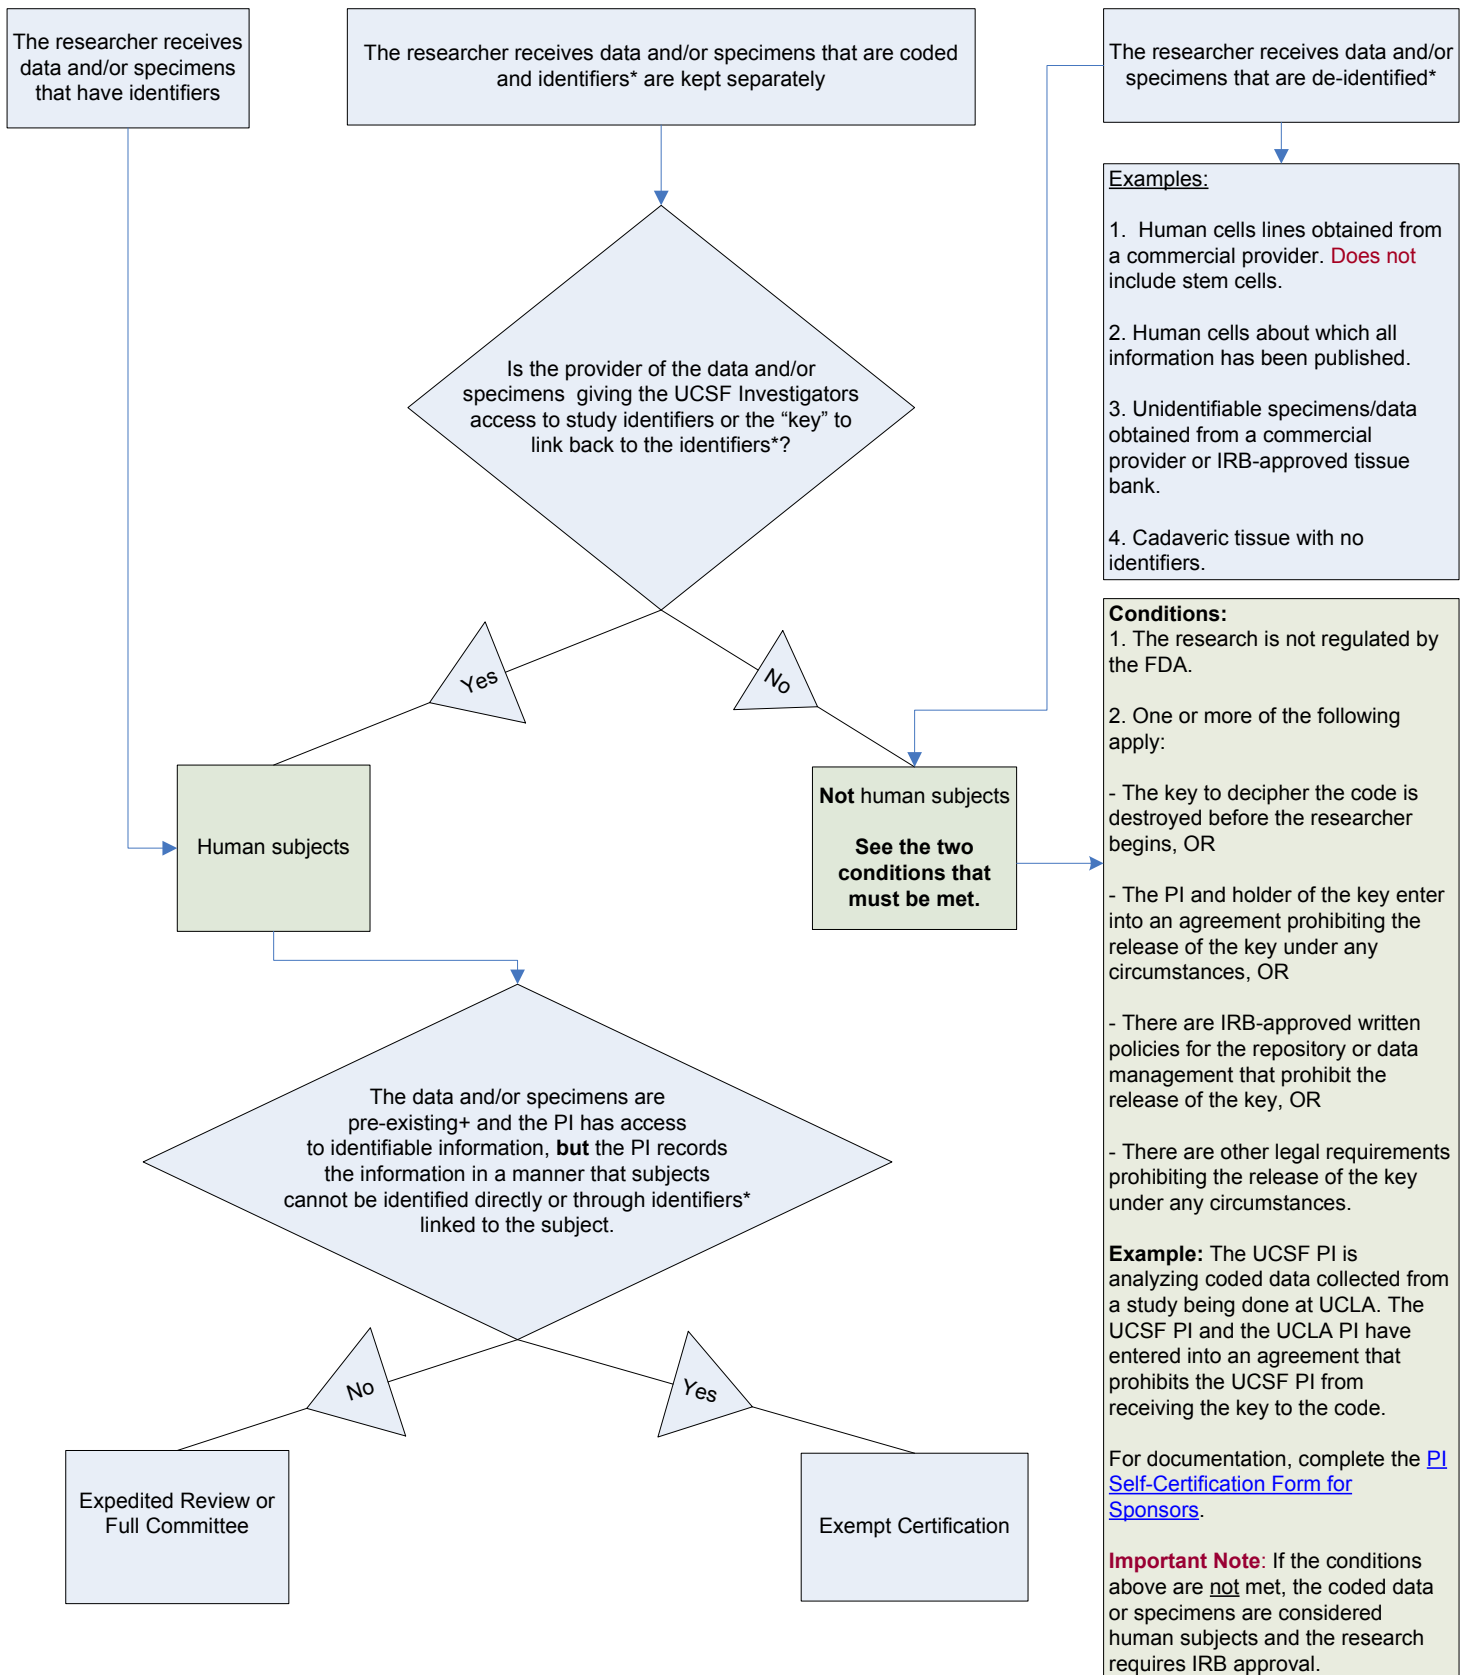 The researcher receives
data and/or specimens
that have identifiers
The researcher receives data and/or specimens that are coded
and identifiers* are kept separately
The researcher receives data and/or
specimens that are de-identified*
Examples:
1.  Human cells lines obtained from
a commercial provider. Does not
include stem cells.
2. Human cells about which all
information has been published.
3. Unidentifiable specimens/data
obtained from a commercial
provider or IRB-approved tissue
bank.
4. Cadaveric tissue with no
identifiers.
Is the provider of the data and/or
specimens  giving the UCSF Investigators
access to study identifiers or the “key” to
link back to the identifiers*?
Yes
No
Human subjects
Not human subjects
See the two
conditions that
must be met.
Conditions:
1. The research is not regulated by
the FDA.
2. One or more of the following
apply:
- The key to decipher the code is
destroyed before the researcher
begins, OR
- The PI and holder of the key enter
into an agreement prohibiting the
release of the key under any
circumstances, OR
- There are IRB-approved written
policies for the repository or data
management that prohibit the
release of the key, OR
- There are other legal requirements
prohibiting the release of the key
under any circumstances.
Example: The UCSF PI is
analyzing coded data collected from
a study being done at UCLA. The
UCSF PI and the UCLA PI have
entered into an agreement that
prohibits the UCSF PI from
receiving the key to the code.
For documentation, complete the PI
Self-Certification Form for
Sponsors.
Important Note: If the conditions
above are not met, the coded data
or specimens are considered
human subjects and the research
requires IRB approval.
The data and/or specimens are
pre-existing+ and the PI has access
to identifiable information, but the PI records
the information in a manner that subjects
cannot be identified directly or through identifiers*
linked to the subject.
No
Yes
Expedited Review or
Full Committee
Exempt Certification